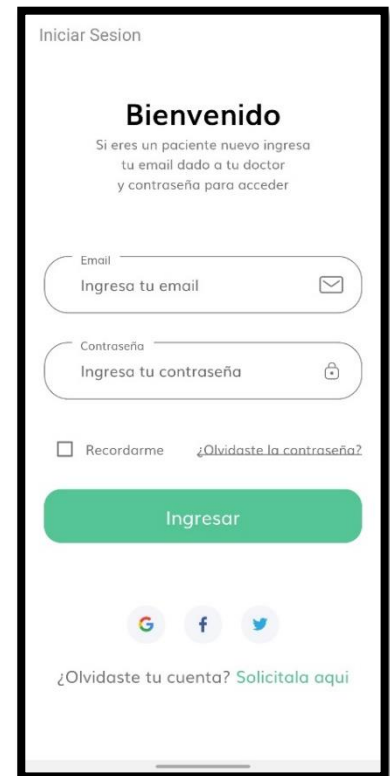 Iniciar Sesion
Bienvenido
Si eres un paciente nuevo ingresa
tu email dado a tu doctor
y contraseña para acceder
Email
Ingresa tu email
Contraseña
Ingresa tu contraseña
Recordarme ¿Olvidaste la contraseña?
Ingresar
G f
¿Olvidaste tu cuenta? Solicitala aqui